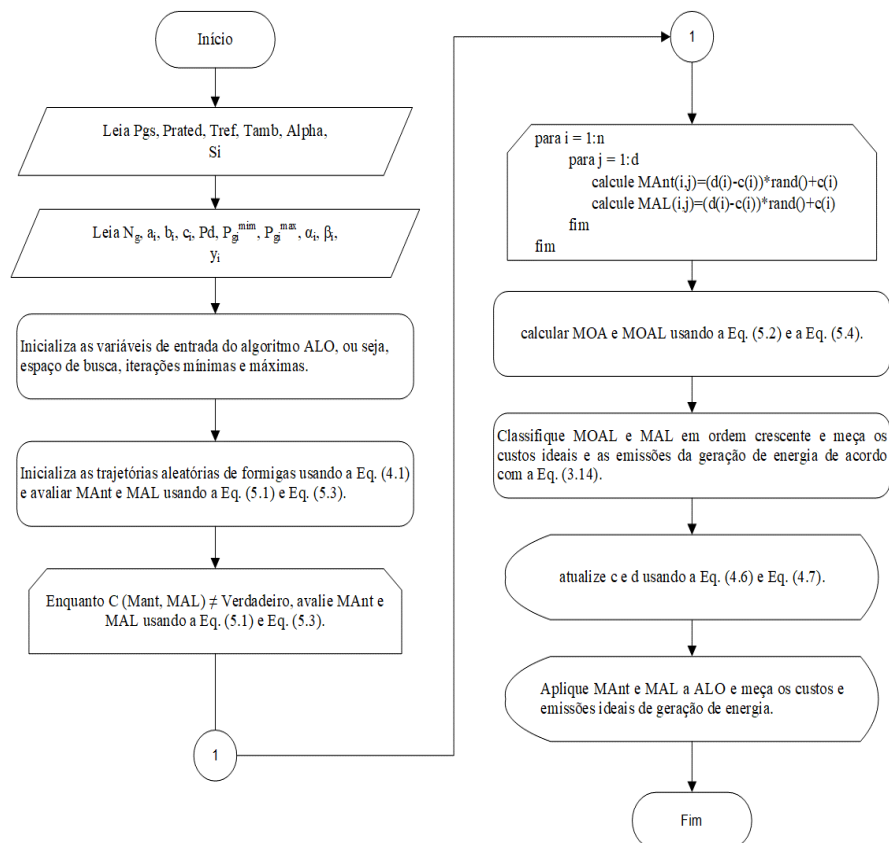 Início
Leia Pgs, Prated, Tref, Tamb, Alpha,
Si
Leia Ng, ai, bi, ci, Pd, Pgi^mim, Pgi^max, αi, βi,
yi
Inicializa as variáveis de entrada do algoritmo ALO, ou seja,
espaço de busca, iterações mínimas e máximas.
Inicializa as trajetórias aleatórias de formigas usando a Eq. (4.1)
e avaliar MAnt e MAL usando a Eq. (5.1) e Eq. (5.3).
Enquanto C (Mant, MAL) ≠ Verdadeiro, avalie MAnt e
MAL usando a Eq. (5.1) e Eq. (5.3).
1
1
para i = 1:n
para j = 1:d
calcule MAnt(i,j)=(d(i)-c(i))*rand()+c(i)
calcule MAL(i,j)=(d(i)-c(i))*rand()+c(i)
fim
fim
calcular MOA e MOAL usando a Eq. (5.2) e a Eq. (5.4).
Classifique MOAL e MAL em ordem crescente e meça os
custos ideais e as emissões da geração de energia de acordo
com a Eq. (3.14).
atualize c e d usando a Eq. (4.6) e Eq. (4.7).
Aplique MAnt e MAL a ALO e meça os custos e
emissões ideais de geração de energia.
Fim